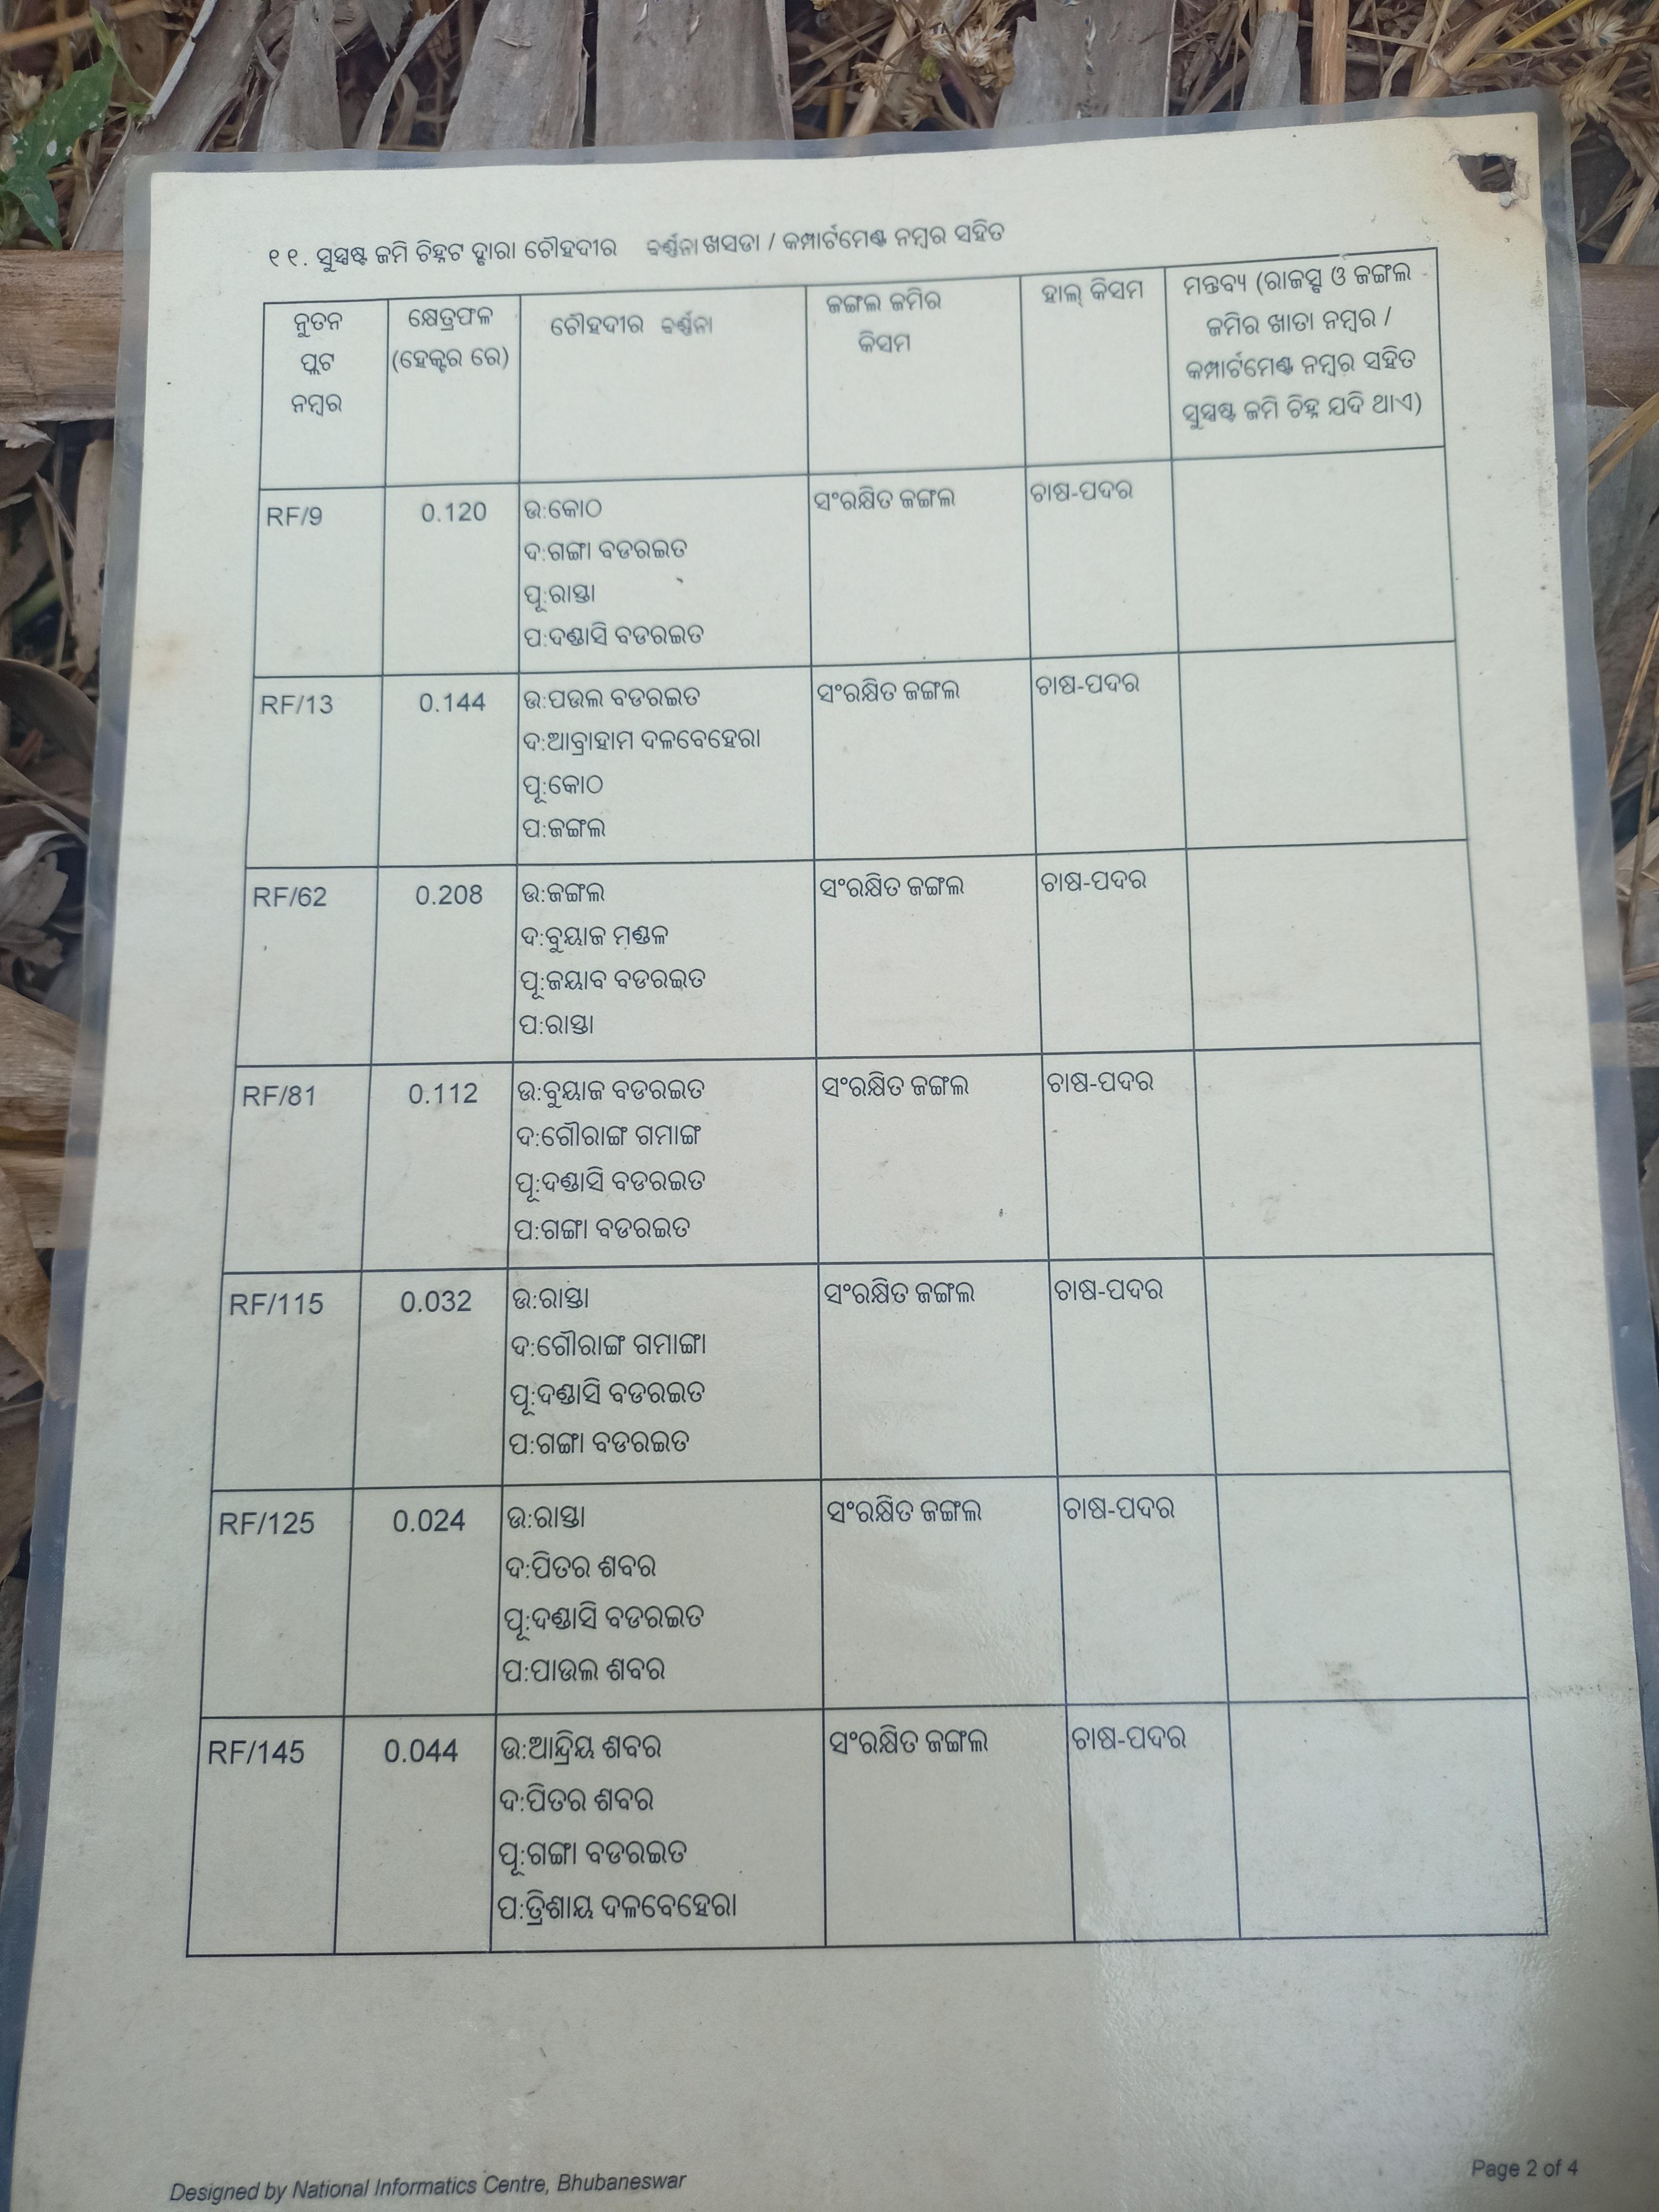 ୧୧. ସୁସ୍ପଷ୍ଟ ଜମି ଚିହ୍ନଟ ଦ୍ୱାରା ଚୌହଦୀର ବର୍ଣ୍ଣନା ଖସଡା / କମ୍ପାର୍ଟମେଣ୍ଟ ନମ୍ବର ସହିତ
ନୁତନ ପ୍ଲଟ ନମ୍ବର
କ୍ଷେତ୍ରଫଳ (ହେକ୍ଟର ରେ)
ଚୌହଦୀର ବର୍ଣ୍ଣନା
ଜଙ୍ଗଲ ଜମିର କିସମ
ହାଲ୍ କିସମ
ମନ୍ତବ୍ୟ (ରାଜସ୍ୱ ଓ ଜଙ୍ଗଲ
ଜମିର ଖାତା ନମ୍ବର /
କମ୍ପାର୍ଟମେଣ୍ଟ ନମ୍ବର ସହିତ
ସୁସ୍ପଷ୍ଟ ଜମି ଚିହ୍ନ ଯଦି ଥାଏ)
RF/9 0.120 ଉ:କୋଠ ସଂରକ୍ଷିତ ଜଙ୍ଗଲ ଚାଷ-ପଦର
ଦ:ଗଙ୍ଗା ବଡରଇତ
ପୂ:ରାସ୍ତା
ପ:ଦଣ୍ଡାସି ବଡରଇତ
RF/13 0.144 ଉ:ପଉଲ ବଡରଇତ ସଂରକ୍ଷିତ ଜଙ୍ଗଲ ଚାଷ-ପଦର
ଦ:ଆବ୍ରାହାମ ଦଳବେହେରା
ପୂ:କୋଠ
ପ:ଜଙ୍ଗଲ
RF/62 0.208 ଉ:ଜଙ୍ଗଲ ସଂରକ୍ଷିତ ଜଙ୍ଗଲ ଚାଷ-ପଦର
ଦ:ବୁୟାଜ ମଣ୍ଡଳ
ପୂ:ଜୟାବ ବଡରଇତ
ପ:ରାସ୍ତା
RF/81 0.112 ଉ:ବୁୟାଜ ବଡରଇତ ସଂରକ୍ଷିତ ଜଙ୍ଗଲ ଚାଷ-ପଦର
ଦ:ଗୌରାଙ୍ଗ ଗମାଙ୍ଗ
ପୂ:ଦଣ୍ଡାସି ବଡରଇତ
ପ:ଗଙ୍ଗା ବଡରଇତ
RF/115 0.032 ଉ:ରାସ୍ତା ସଂରକ୍ଷିତ ଜଙ୍ଗଲ ଚାଷ-ପଦର
ଦ:ଗୌରାଙ୍ଗ ଗମାଙ୍ଗା
ପୂ:ଦଣ୍ଡାସି ବଡରଇତ
ପ:ଗଙ୍ଗା ବଡରଇତ
RF/125 0.024 ଉ:ରାସ୍ତା ସଂରକ୍ଷିତ ଜଙ୍ଗଲ ଚାଷ-ପଦର
ଦ:ପିତର ଶବର
ପୂ:ଦଣ୍ଡାସି ବଡରଇତ
ପ:ପାଉଲ ଶବର
RF/145 0.044 ଉ:ଆନ୍ଦ୍ରିୟ ଶବର ସଂରକ୍ଷିତ ଜଙ୍ଗଲ ଚାଷ-ପଦର
ଦ:ପିତର ଶବର
ପୂ:ଗଙ୍ଗା ବଡରଇତ
ପ:ତ୍ରିଶାୟ ଦଳବେହେରା
Designed by National Informatics Centre, Bhubaneswar
Page 2 of 4